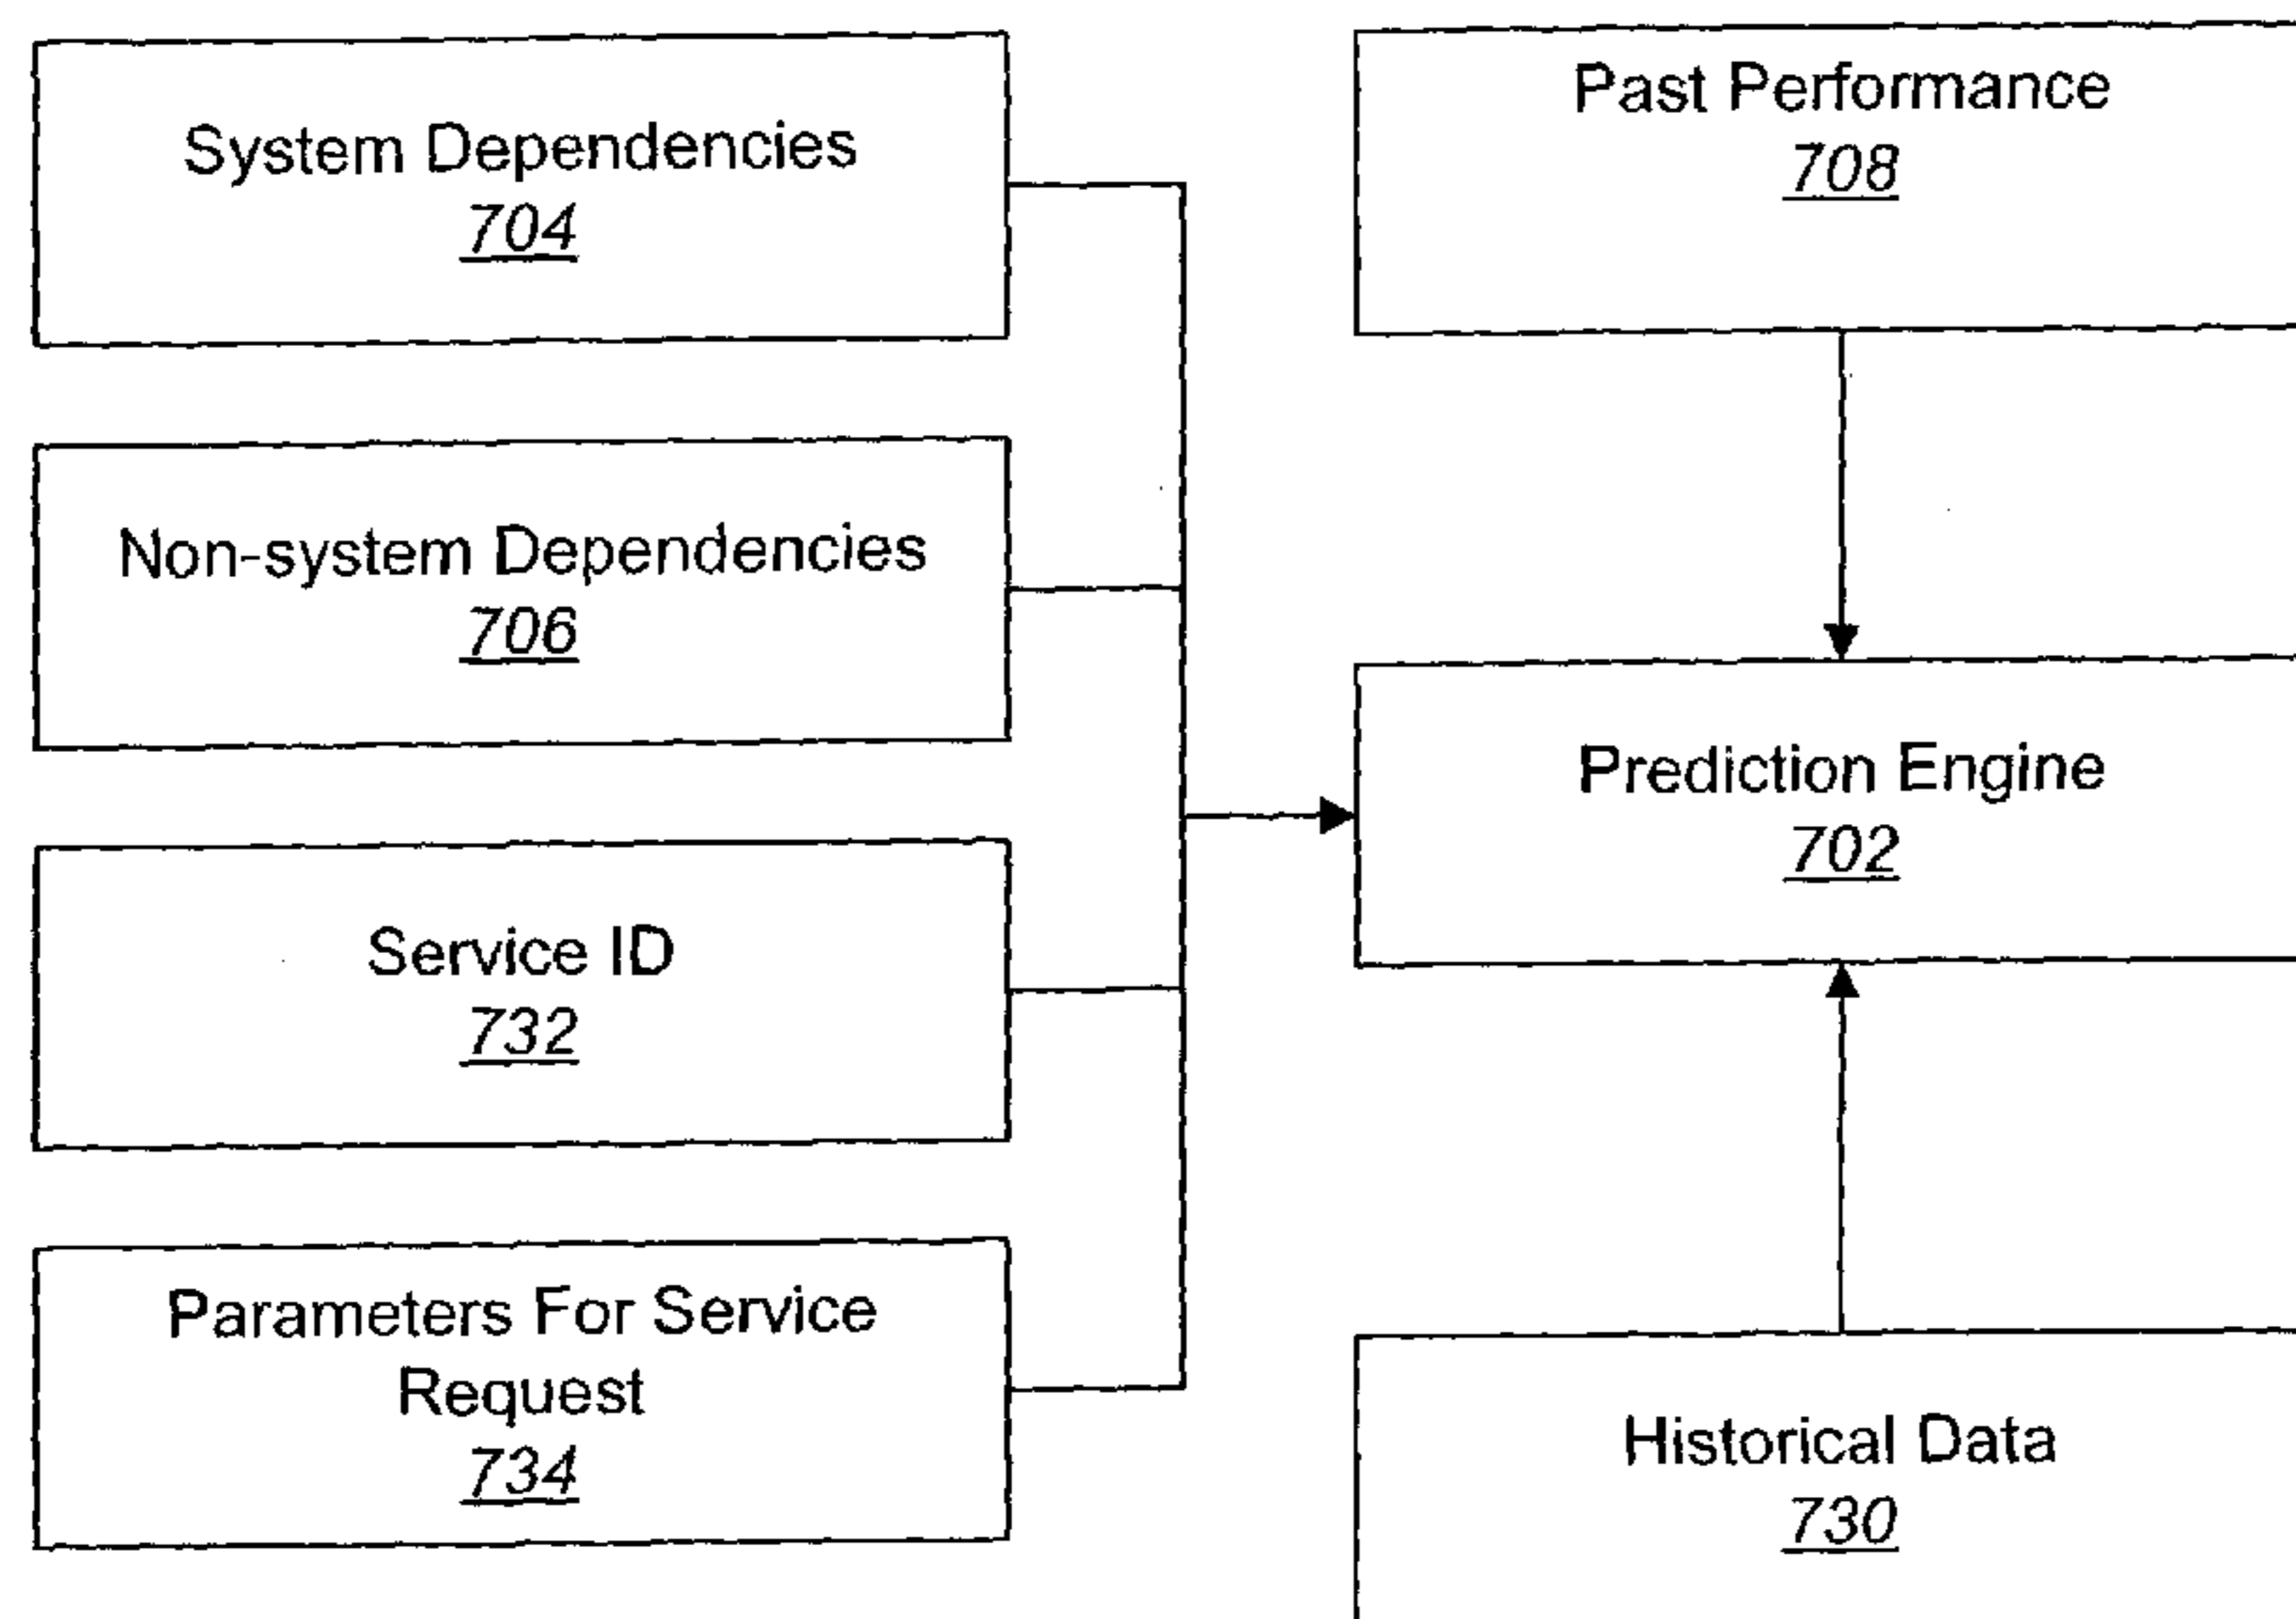 System Dependencies
704
Non-system Dependencies
706
Service ID
732
Parameters For Service
Request
734
Past Performance
708
Prediction Engine
702
Historical Data
730